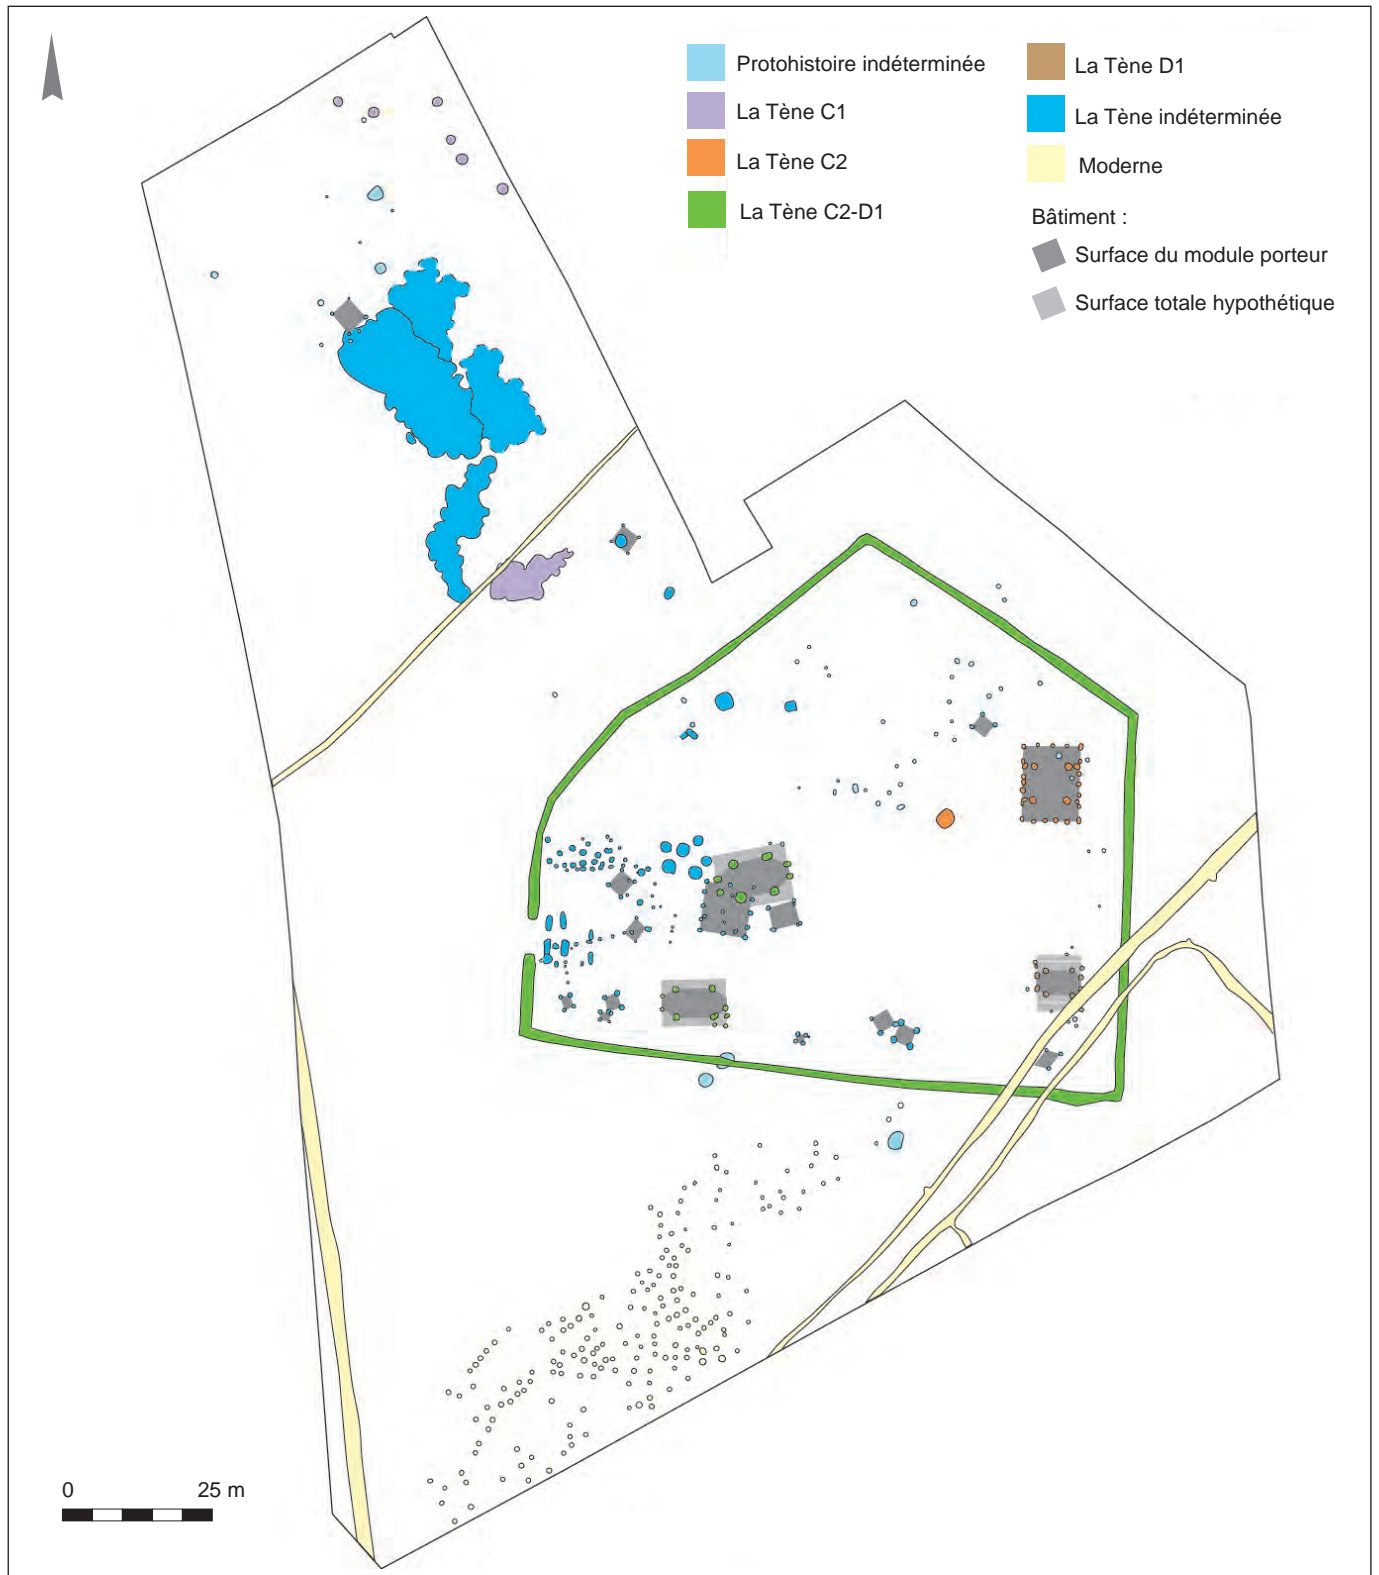 Protohistoire indéterminée
La Tène C1
La Tène C2
La Tène C2-D1
La Tène D1
La Tène indéterminée
Moderne
Bâtiment :
Surface du module porteur
Surface totale hypothétique
0 25 m